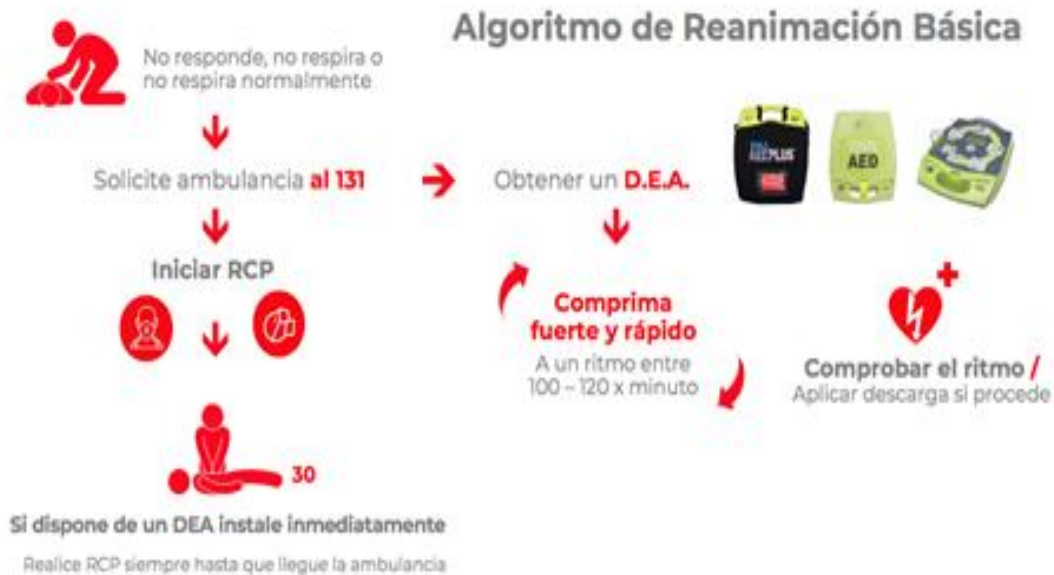 Algoritmo de Reanimación Básica
No responde, no respira o
no respira normalmente
Solicite ambulancia al 131
Obtener un D.E.A.
PLUS
AED
Iniciar RCP
Comprima
fuerte y rápido
A un ritmo entre
100 – 120 x minuto
Comprobar el ritmo /
Aplicar descarga si procede
30
Si dispone de un DEA instale inmediatamente
Realice RCP siempre hasta que llegue la ambulancia